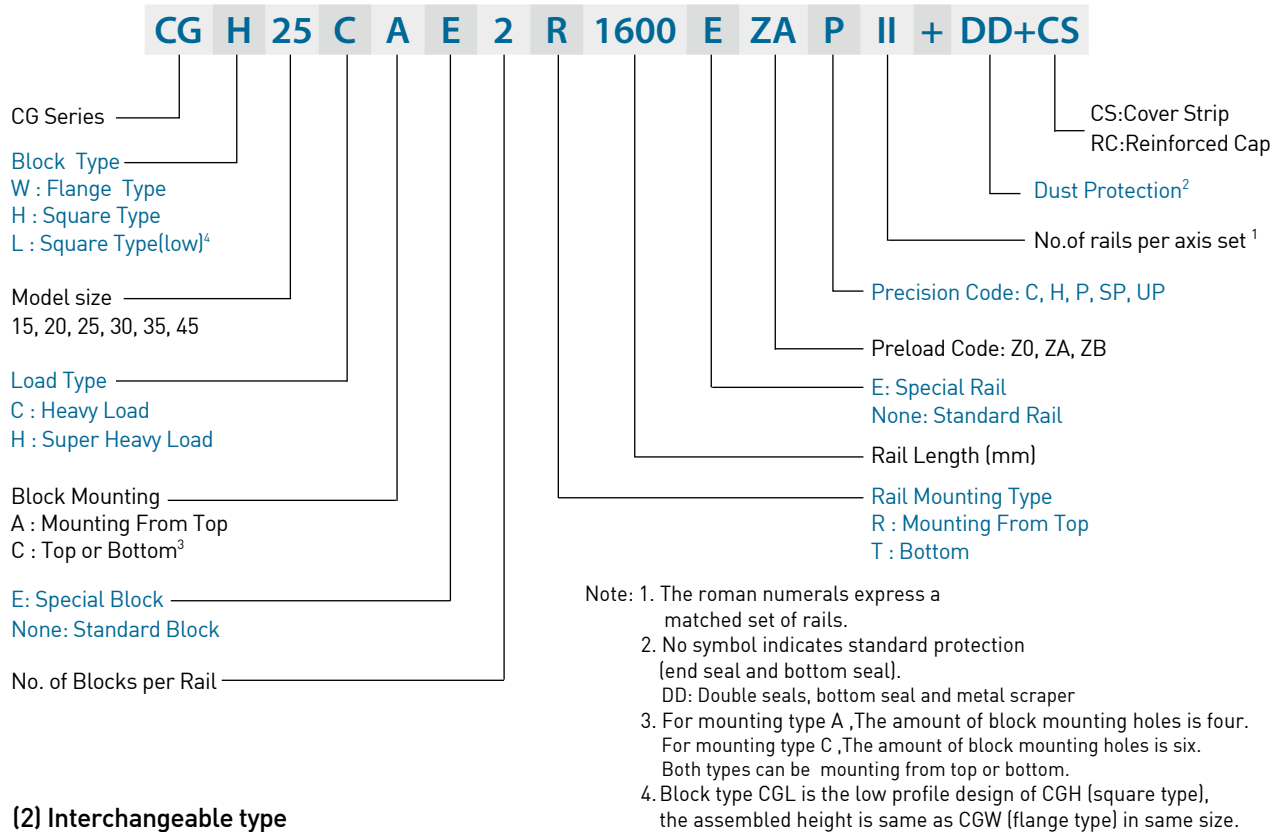 CG H 25 C A E 2 R 1600 E ZA P II + DD+CS
CG Series
Block Type
W : Flange Type
H : Square Type
L : Square Type(low)4
Model size
15, 20, 25, 30, 35, 45
Load Type
C : Heavy Load
H : Super Heavy Load
Block Mounting
A : Mounting From Top
C : Top or Bottom3
E: Special Block
None: Standard Block
No. of Blocks per Rail
CS:Cover Strip
RC:Reinforced Cap
Dust Protection2
No.of rails per axis set 1
Precision Code: C, H, P, SP, UP
Preload Code: Z0, ZA, ZB
E: Special Rail
None: Standard Rail
Rail Length (mm)
Rail Mounting Type
R : Mounting From Top
T : Bottom
Note: 1. The roman numerals express a
matched set of rails.
2. No symbol indicates standard protection
(end seal and bottom seal).
DD: Double seals, bottom seal and metal scraper
3. For mounting type A ,The amount of block mounting holes is four.
For mounting type C ,The amount of block mounting holes is six.
Both types can be mounting from top or bottom.
4. Block type CGL is the low profile design of CGH (square type),
the assembled height is same as CGW (flange type) in same size.
(2) Interchangeable type